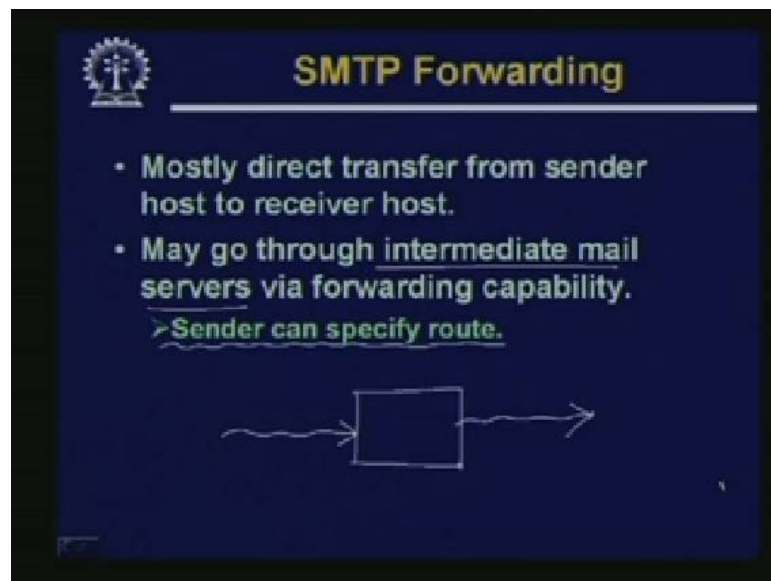 SMTP Forwarding
• Mostly direct transfer from sender
host to receiver host.
• May go through intermediate mail
servers via forwarding capability.
➢Sender can specify route.